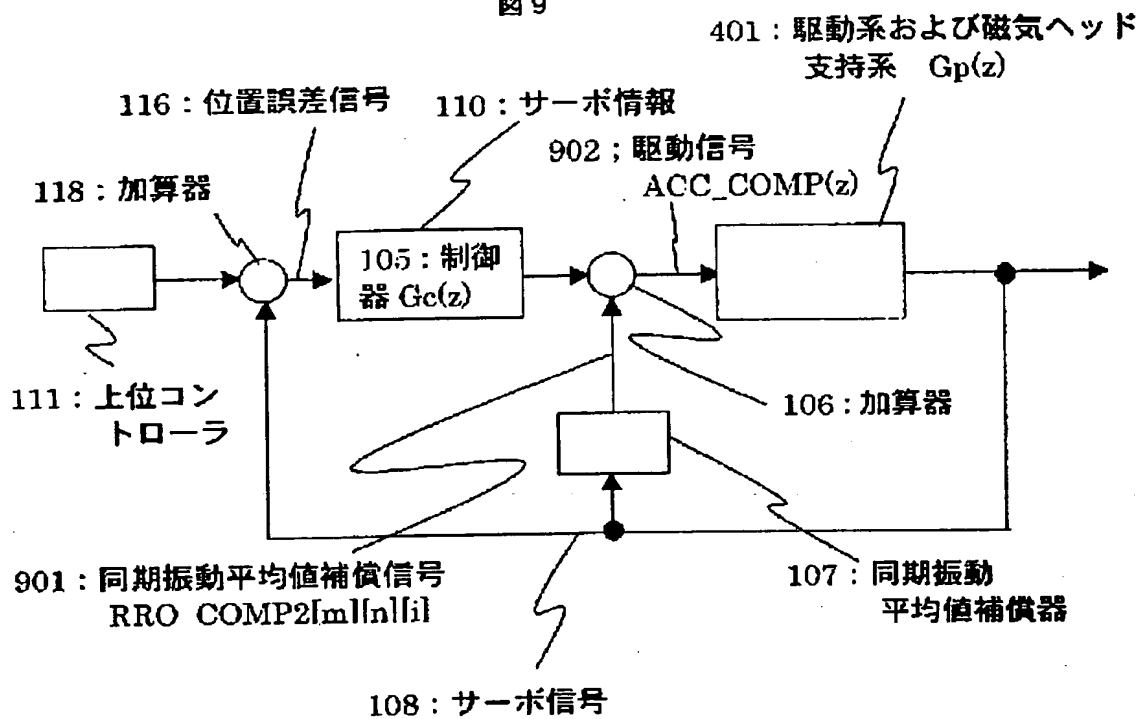 図9
401：駆動系および磁気ヘッド
支持系　Gp(z)
116：位置誤差信号
110：サーボ情報
902；駆動信号
ACC_COMP(z)
118：加算器
105：制御
器 Gc(z)
111：上位コン
トローラ
106：加算器
901：同期振動平均値補償信号
RRO COMP2[m][n][i]
107：同期振動
平均値補償器
108：サーボ信号